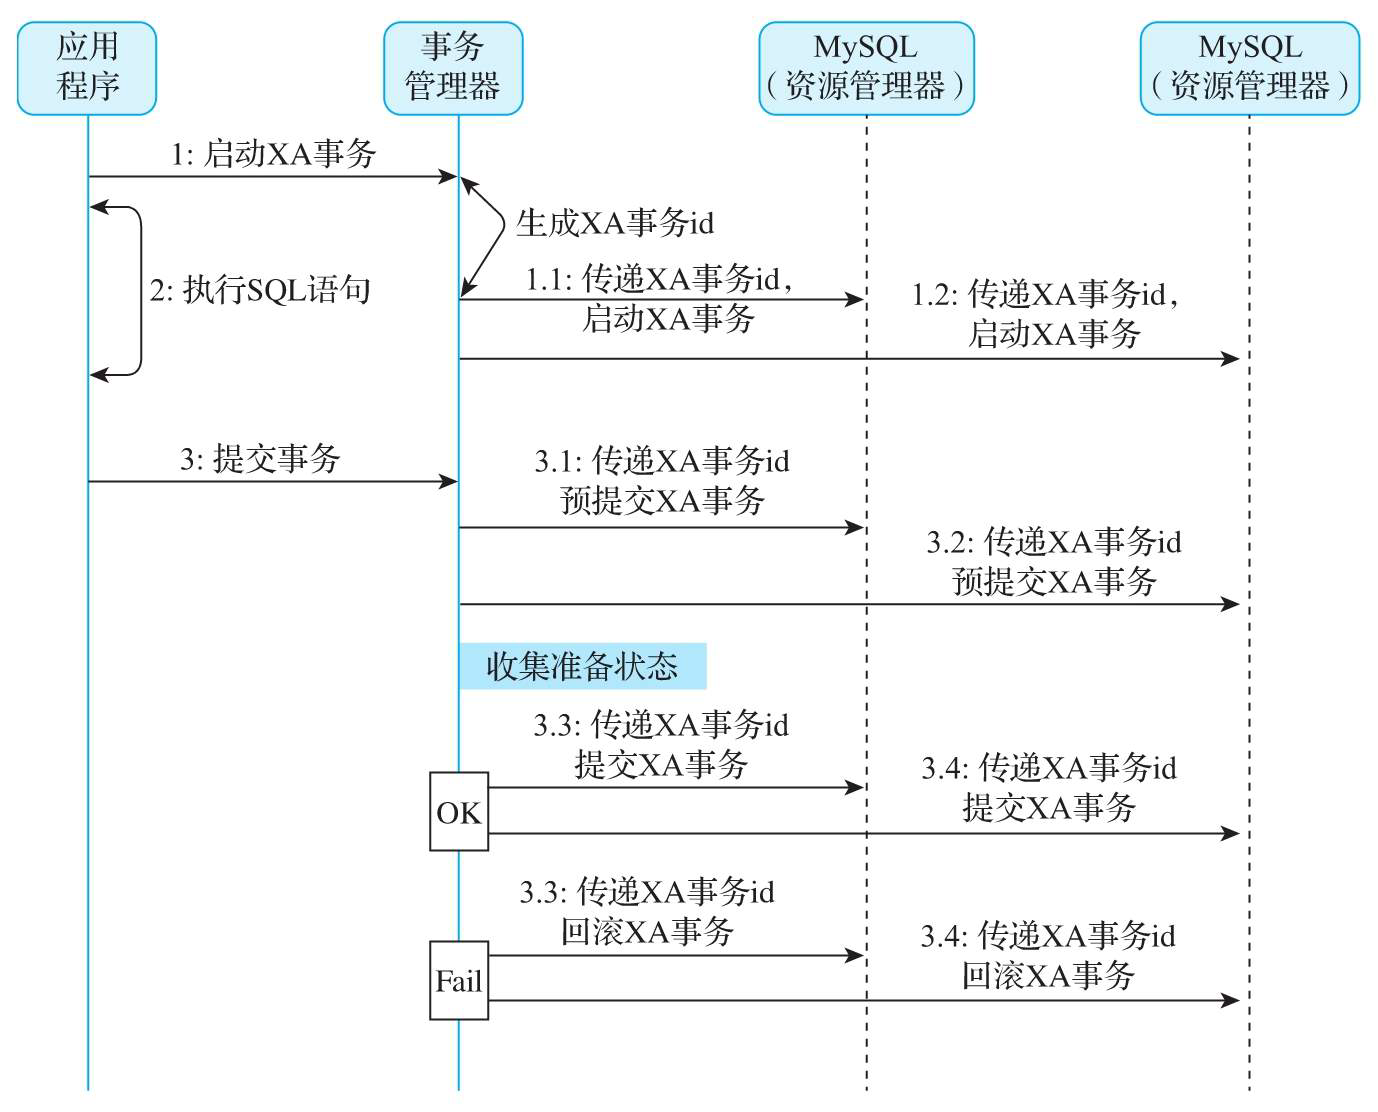 应用
程序
事务
管理器
MySQL
（资源管理器）
MySQL
（资源管理器）
1: 启动XA事务
生成XA事务id
2: 执行SQL语句
1.1: 传递XA事务id，
启动XA事务
1.2: 传递XA事务id，
启动XA事务
3: 提交事务
3.1: 传递XA事务id
预提交XA事务
3.2: 传递XA事务id
预提交XA事务
收集准备状态
3.3: 传递XA事务id
提交XA事务
3.4: 传递XA事务id
提交XA事务
OK
3.3: 传递XA事务id
回滚XA事务
3.4: 传递XA事务id
回滚XA事务
Fail